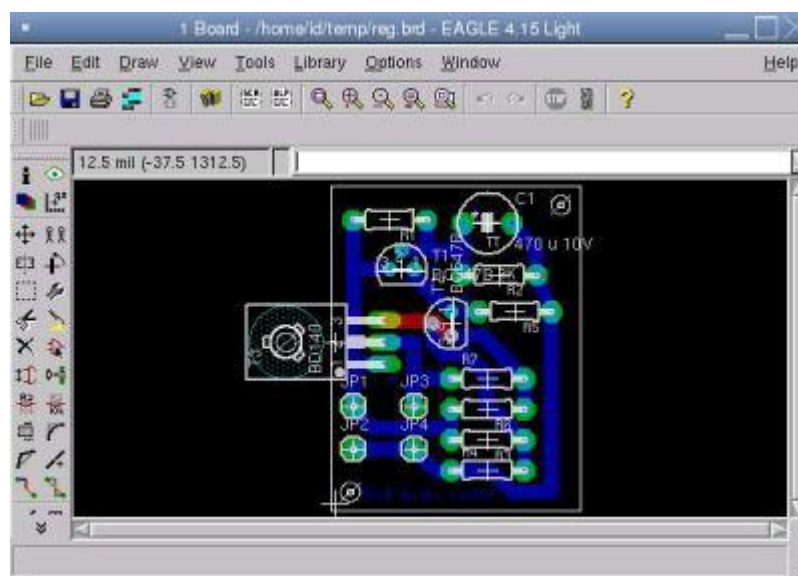 1 Board - /home/id/temp/reg.brd - EAGLE 4.15 Light
File Edit Draw View Tools Library Options Window Help
12.5 mil (-37.5 1312.5)
C1
470 u 10V
R1
T1
R2
R5
BD140
R7
JP1 JP3
JP2 JP4
R6
R4